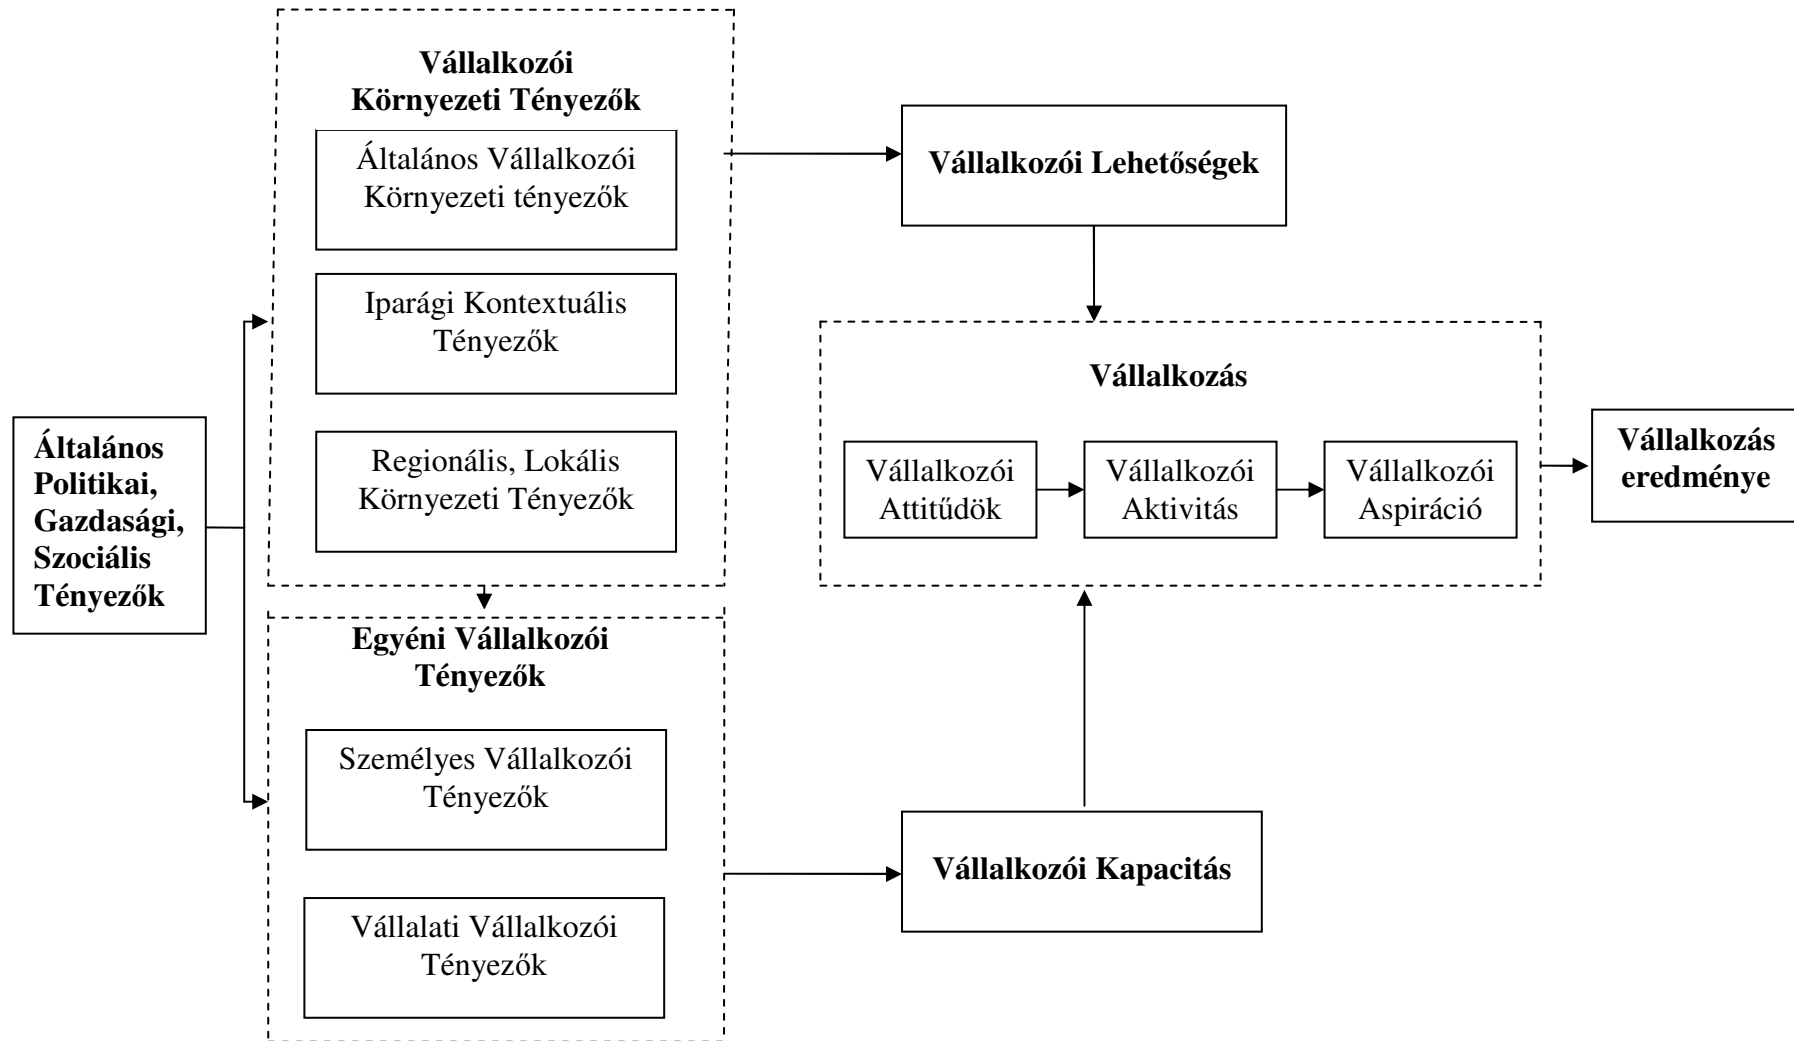 Vállalkozói
Környezeti Tényezők
Általános Vállalkozói
Környezeti tényezők
Iparági Kontextuális
Tényezők
Regionális, Lokális
Környezeti Tényezők
Általános
Politikai,
Gazdasági,
Szociális
Tényezők
Egyéni Vállalkozói
Tényezők
Személyes Vállalkozói
Tényezők
Vállalati Vállalkozói
Tényezők
Vállalkozói Lehetőségek
Vállalkozás
Vállalkozói
Attitűdök
Vállalkozói
Aktivitás
Vállalkozói
Aspiráció
Vállalkozói Kapacitás
Vállalkozás
eredménye